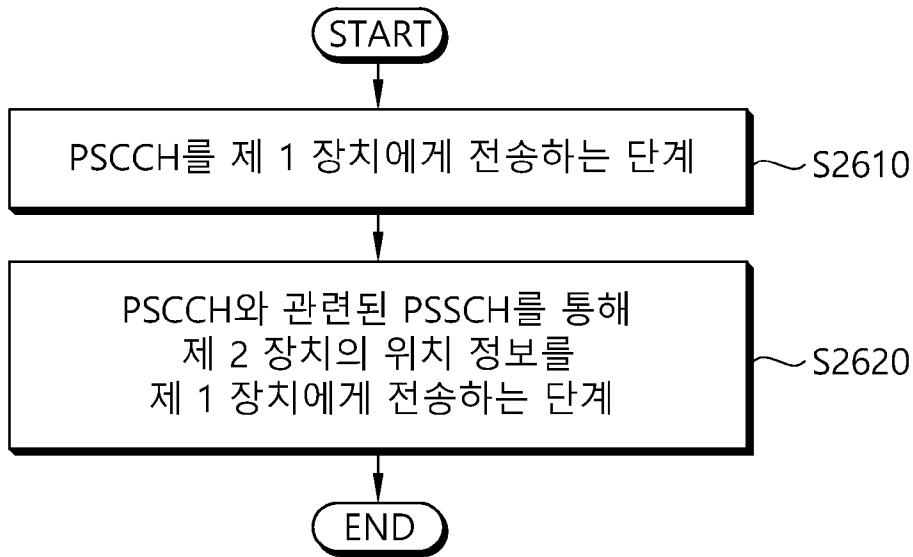 START
PSCCH를 제 1 장치에게 전송하는 단계
S2610
PSCCH와 관련된 PSSCH를 통해
제 2 장치의 위치 정보를
제 1 장치에게 전송하는 단계
S2620
END